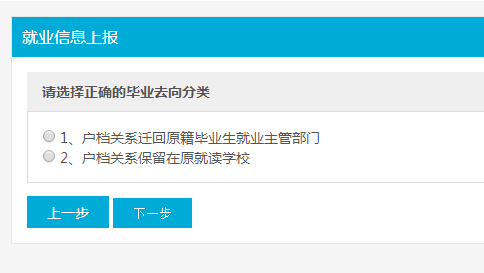 就业信息上报
请选择正确的毕业去向分类
1、户档关系迁回原籍毕业生就业主管部门
2、户档关系保留在原就读学校
上一步 下一步